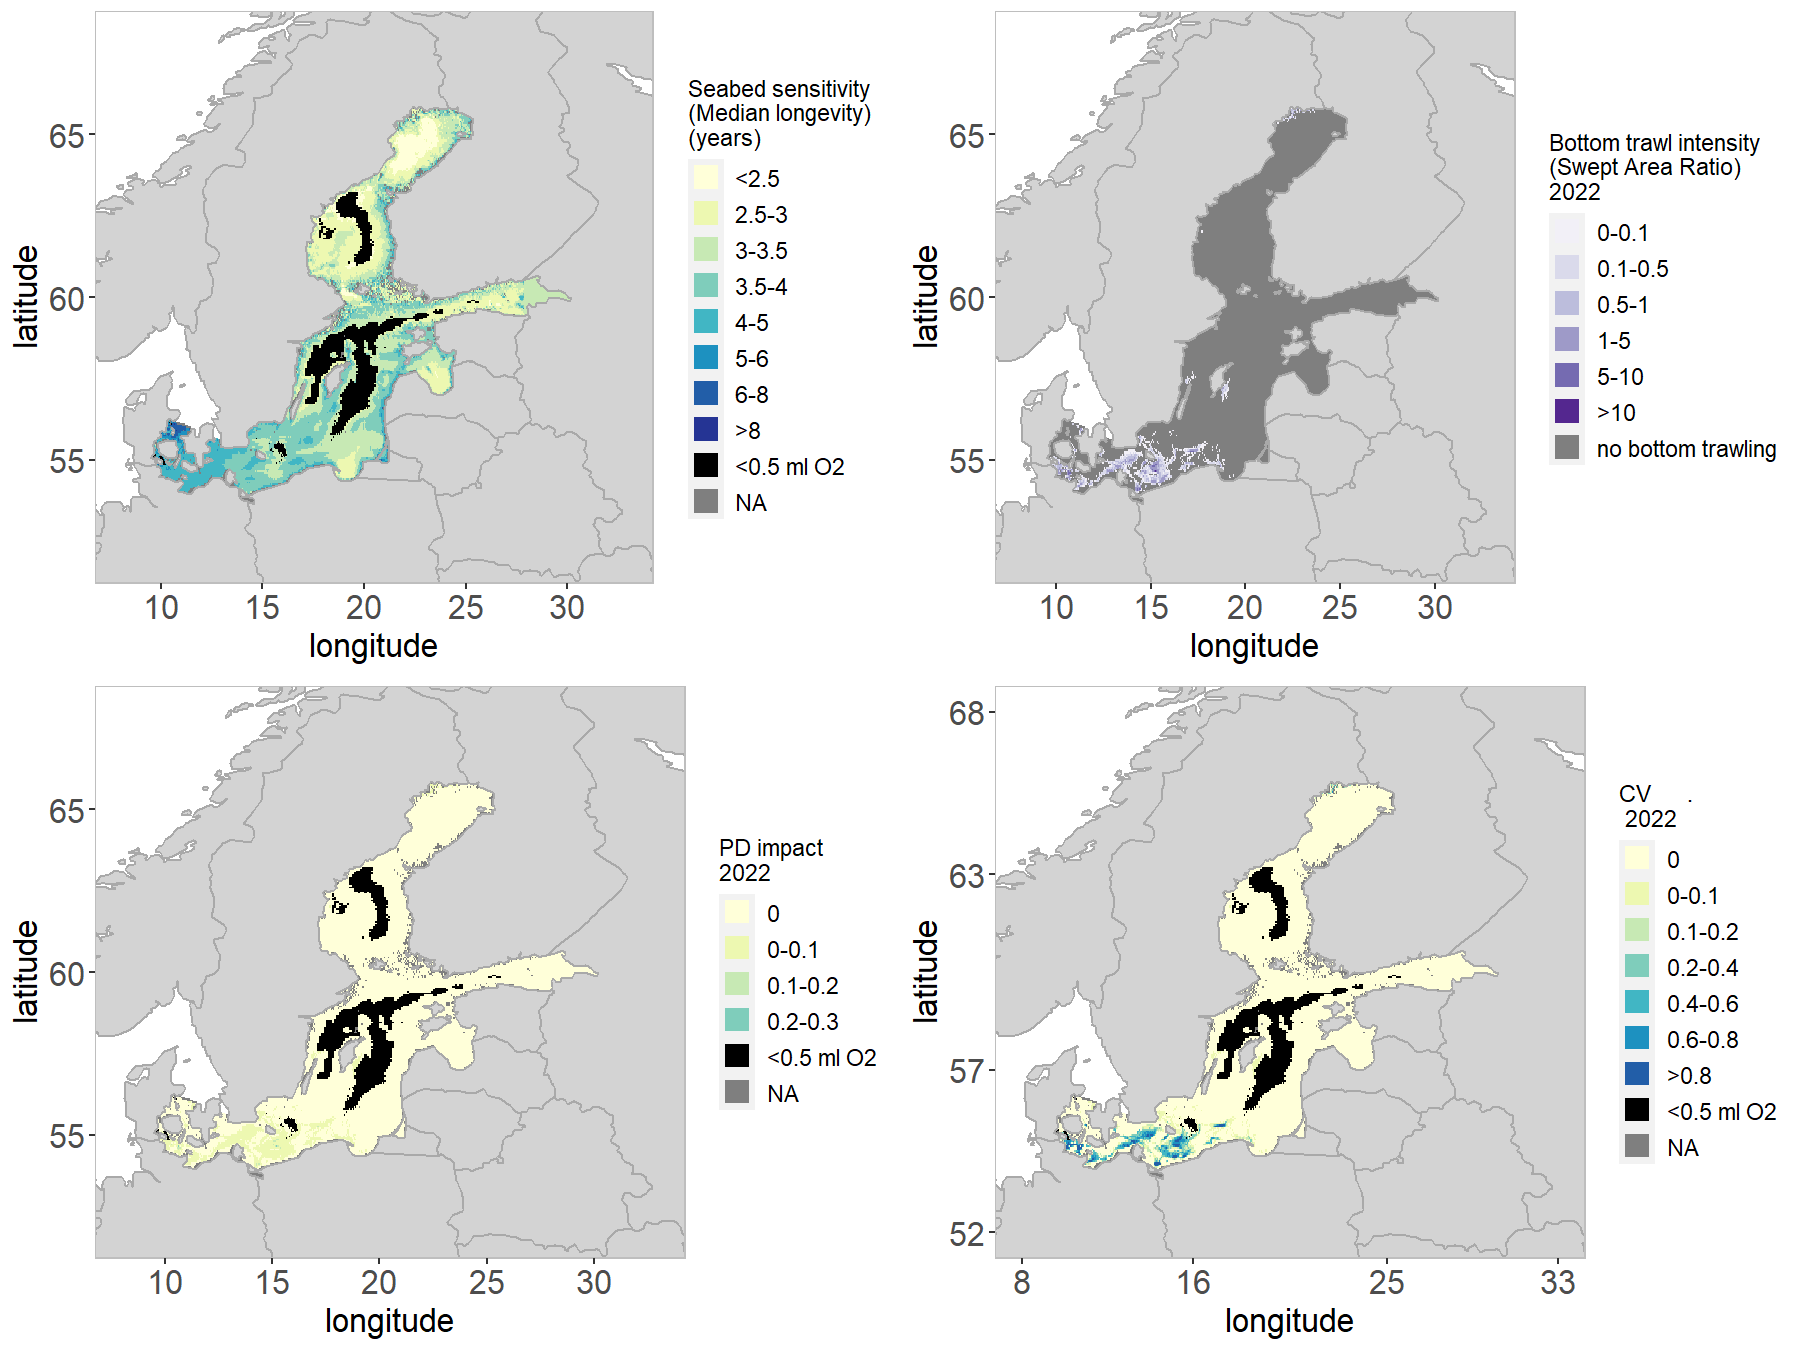 65
60
55
latitude
10
15
20
25
30
longitude
Seabed sensitivity
(Median longevity)
(years)
<2.5
2.5-3
3-3.5
3.5-4
4-5
5-6
6-8
>8
<0.5 ml O2
NA
65
60
55
latitude
10
15
20
25
30
longitude
Bottom trawl intensity
(Swept Area Ratio)
2022
0-0.1
0.1-0.5
0.5-1
1-5
5-10
>10
no bottom trawling
65
60
55
latitude
10
15
20
25
30
longitude
PD impact
2022
0
0-0.1
0.1-0.2
0.2-0.3
<0.5 ml O2
NA
68
63
57
52
latitude
8
16
25
33
longitude
CV .
2022
0
0-0.1
0.1-0.2
0.2-0.4
0.4-0.6
0.6-0.8
>0.8
<0.5 ml O2
NA